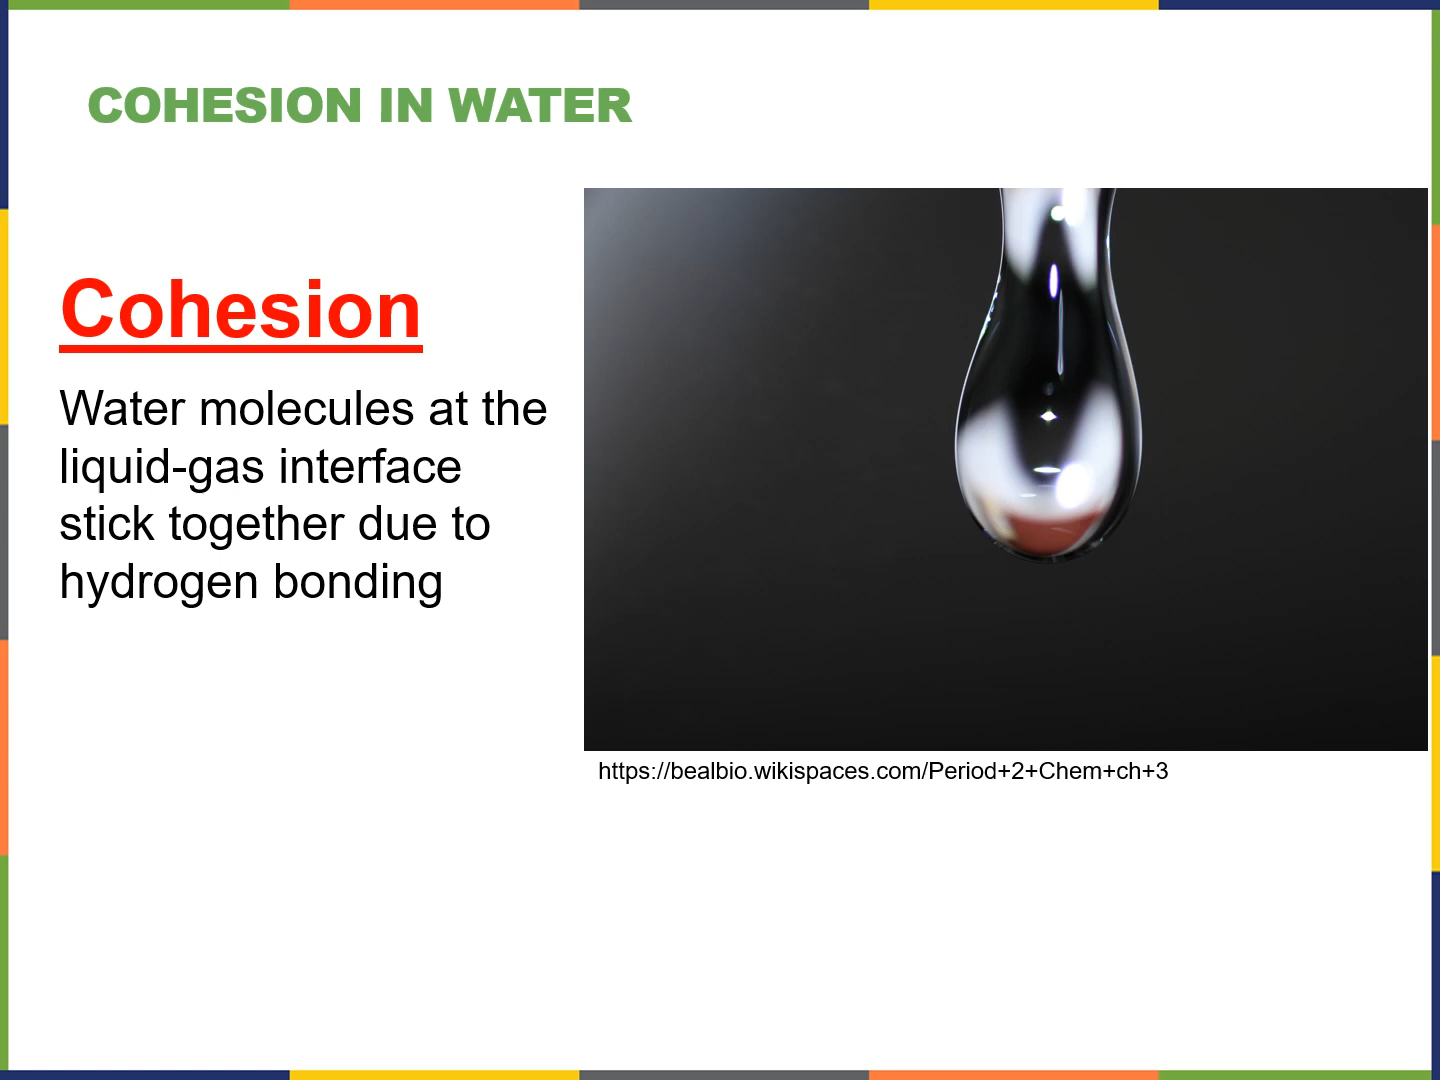 COHESION IN WATER
Cohesion
Water molecules at the
liquid-gas interface
stick together due to
hydrogen bonding
https://bealbio.wikispaces.com/Period+2+Chem+ch+3